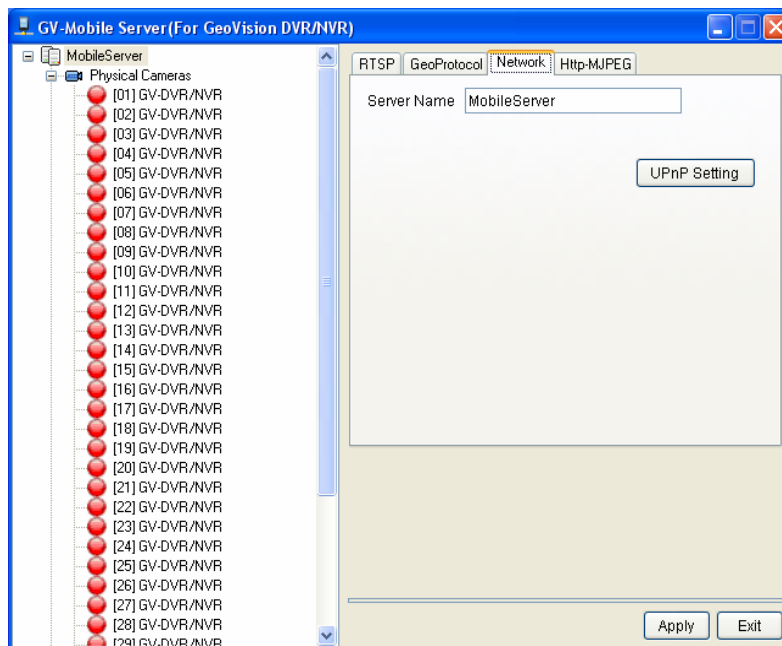 GV-Mobile Server(For GeoVision DVR/NVR)
MobileServer
Physical Cameras
[01] GV-DVR/NVR
[02] GV-DVR/NVR
[03] GV-DVR/NVR
[04] GV-DVR/NVR
[05] GV-DVR/NVR
[06] GV-DVR/NVR
[07] GV-DVR/NVR
[08] GV-DVR/NVR
[09] GV-DVR/NVR
[10] GV-DVR/NVR
[11] GV-DVR/NVR
[12] GV-DVR/NVR
[13] GV-DVR/NVR
[14] GV-DVR/NVR
[15] GV-DVR/NVR
[16] GV-DVR/NVR
[17] GV-DVR/NVR
[18] GV-DVR/NVR
[19] GV-DVR/NVR
[20] GV-DVR/NVR
[21] GV-DVR/NVR
[22] GV-DVR/NVR
[23] GV-DVR/NVR
[24] GV-DVR/NVR
[25] GV-DVR/NVR
[26] GV-DVR/NVR
[27] GV-DVR/NVR
[28] GV-DVR/NVR
[29] GV-DVR/NVR
RTSP GeoProtocol Network Http-MJPEG
Server Name MobileServer
UPnP Setting
Apply Exit